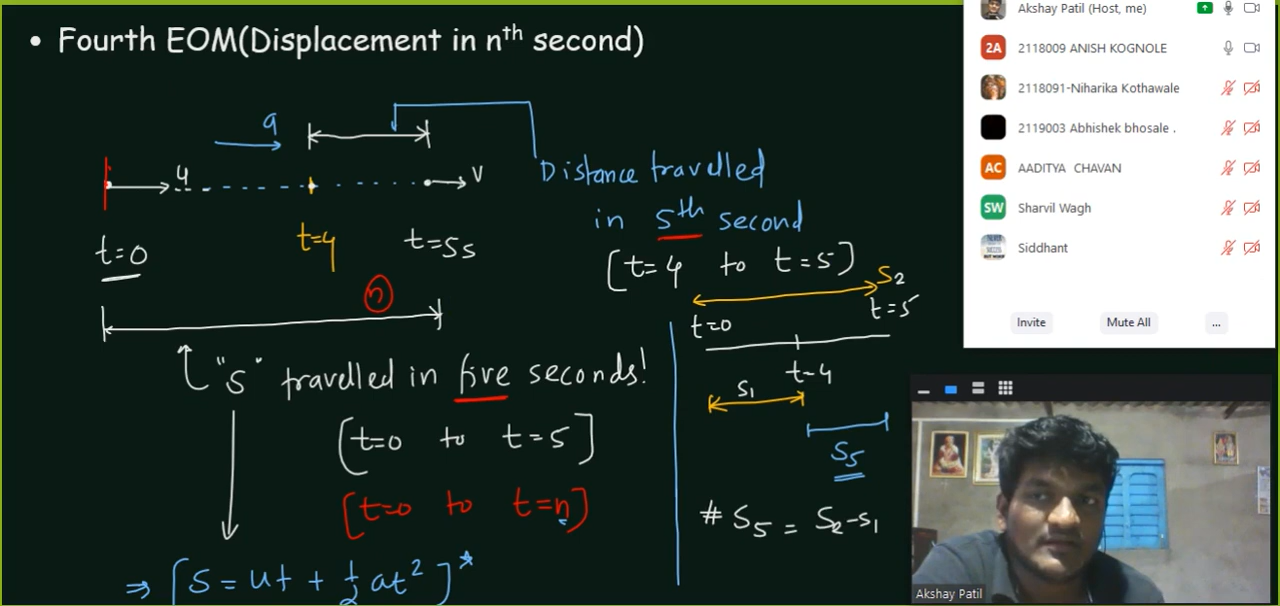 • Fourth EOM(Displacement in nth second)
a
u
v
t=0
t=4
t=5s
n
Distance travelled
in 5th second
[t=4 to t=5]
"S" travelled in five seconds!
[t=0 to t=5]
[t=0 to t=n]
⇒ [S = ut + 1/2 at²]*
S₂
t=0
t=5
t=4
S₁
S₅
# S₅ = S₂-S₁
Akshay Patil (Host, me)
2A 2118009 ANISH KOGNOLE
2118091-Niharika Kothawale
2119003 Abhishek bhosale .
AC AADITYA CHAVAN
SW Sharvil Wagh
Siddhant
Invite Mute All ...
Akshay Patil